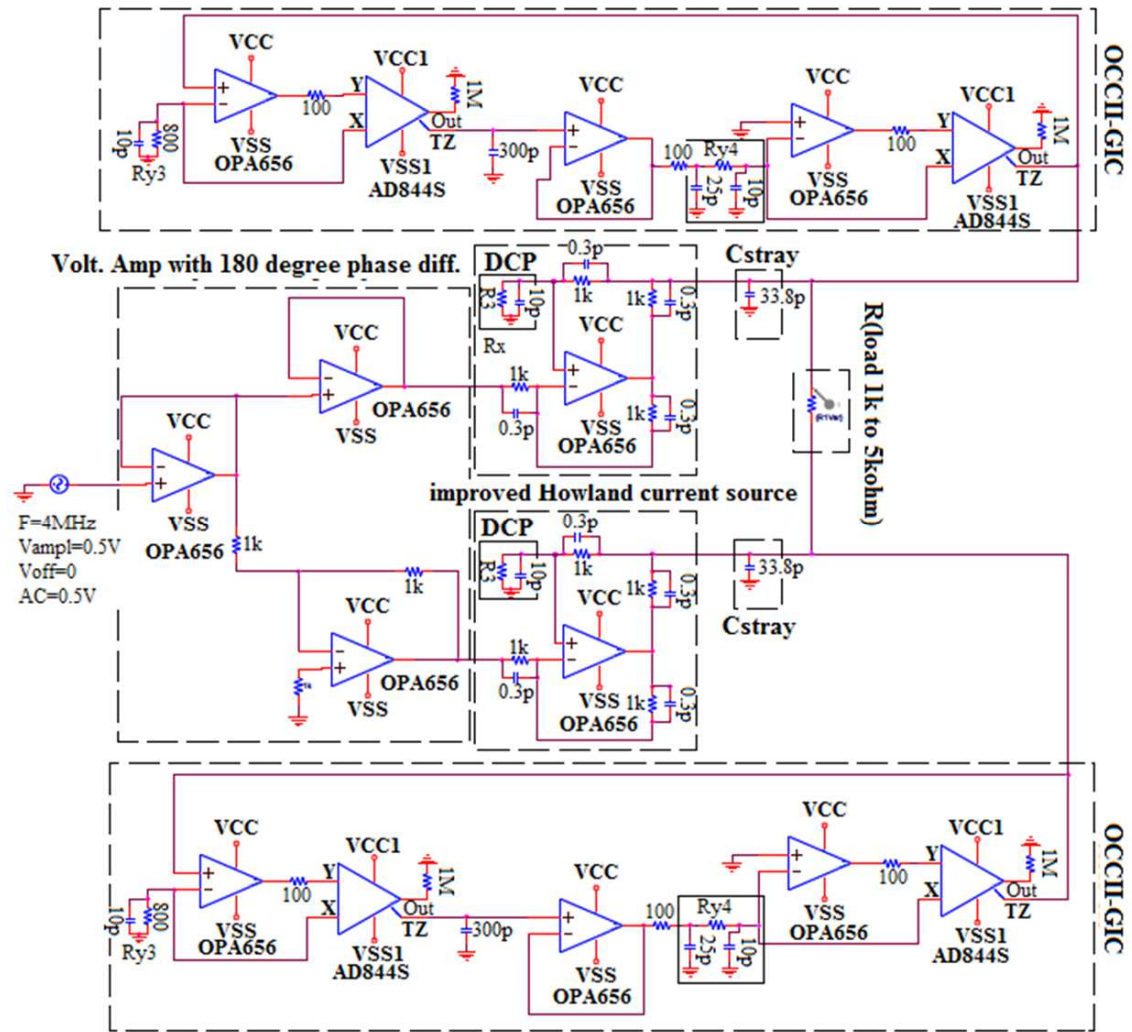 VCC
VCC1
1M
Y
100
X
Out
TZ
VSS
OPA656
VSS1
AD844S
10p
800
Ry3
300p
VCC
VSS
OPA656
100
Ry4
25p
10p
VCC
VSS
OPA656
100
Y
X
VCC1
1M
Out
TZ
VSS1
AD844S
OCCII-GIC
Volt. Amp with 180 degree phase diff.
DCP
0.3p
1k
R3
10p
Rx
1k
0.3p
VCC
1k
0.3p
VSS
OPA656
1k
0.3p
Cstray
33.8p
R(load 1k to 5kohm)
VCC
OPA656
VSS
VCC
VSS
OPA656
F=4MHz
Vampl=0.5V
Voff=0
AC=0.5V
1k
1k
VCC
OPA656
VSS
1k
improved Howland current source
DCP
0.3p
1k
R3
10p
1k
0.3p
VCC
1k
0.3p
VSS
OPA656
1k
0.3p
33.8p
Cstray
VCC
VCC1
1M
Y
100
X
Out
TZ
VSS
OPA656
VSS1
AD844S
10p
800
Ry3
300p
VCC
VSS
OPA656
100
Ry4
25p
10p
VCC
VSS
OPA656
100
Y
X
VCC1
1M
Out
TZ
VSS1
AD844S
OCCII-GIC